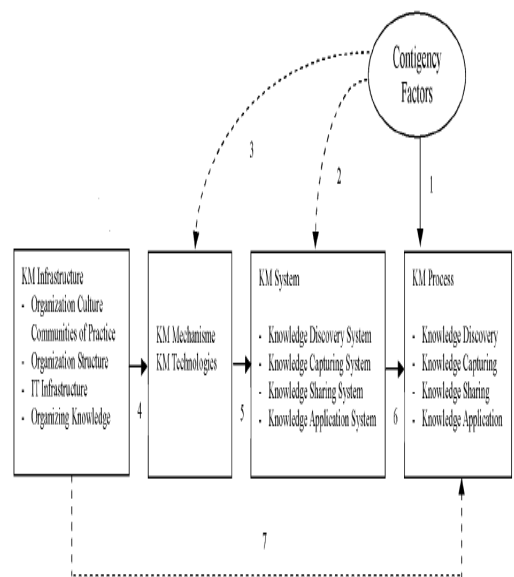 Contigency
Factors
3
2
1
KM Infrastructure
- Organization Culture
Communities of Practice
- Organization Structure
- IT Infrastructure
- Organizing Knowledge
4
KM Mechanisme
KM Technologies
5
KM System
- Knowledge Discovery System
- Knowledge Capturing System
- Knowledge Sharing System
- Knowledge Application System
6
KM Process
- Knowledge Discovery
- Knowledge Capturing
- Knowledge Sharing
- Knowledge Application
7